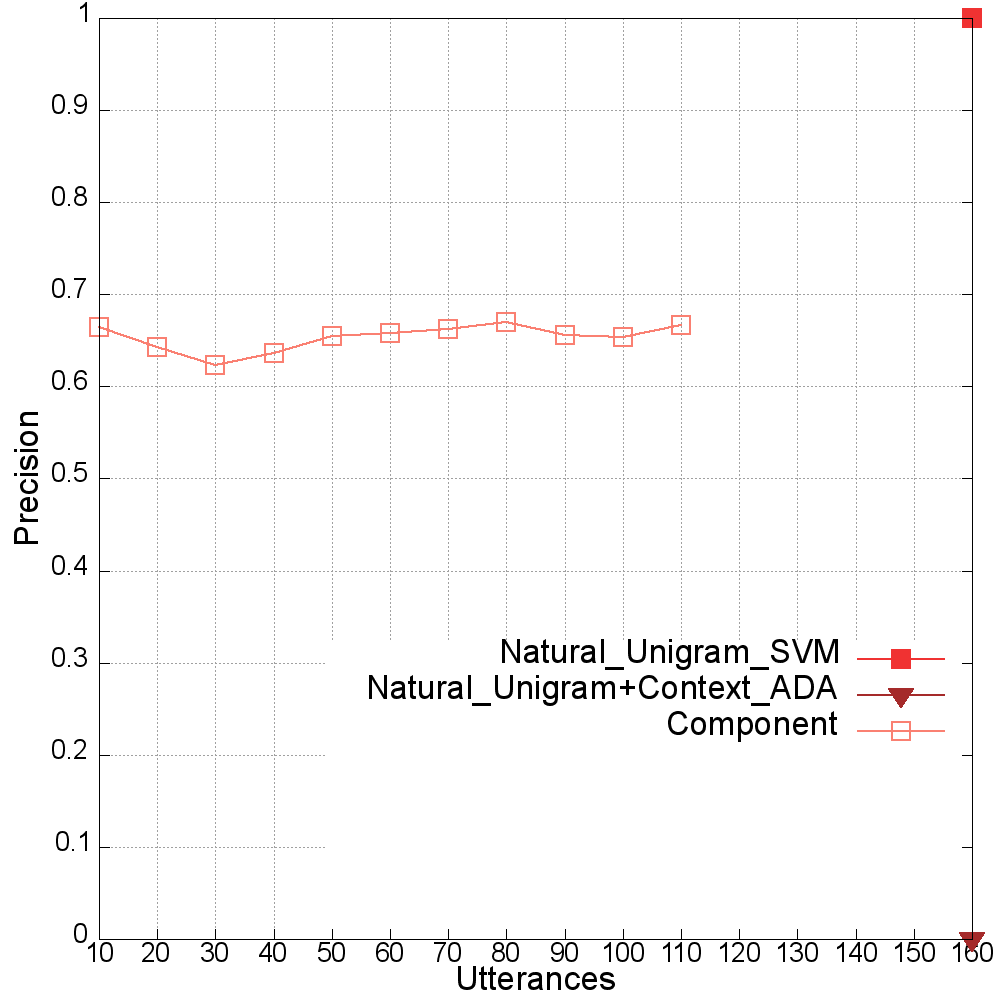 1
0.9
0.8
0.7
0.6
0.5
0.4
0.3
0.2
0.1
0
Precision
Natural_Unigram_SVM
Natural_Unigram+Context_ADA
Component
10 20 30 40 50 60 70 80 90 100 110 120 130 140 150 160
Utterances